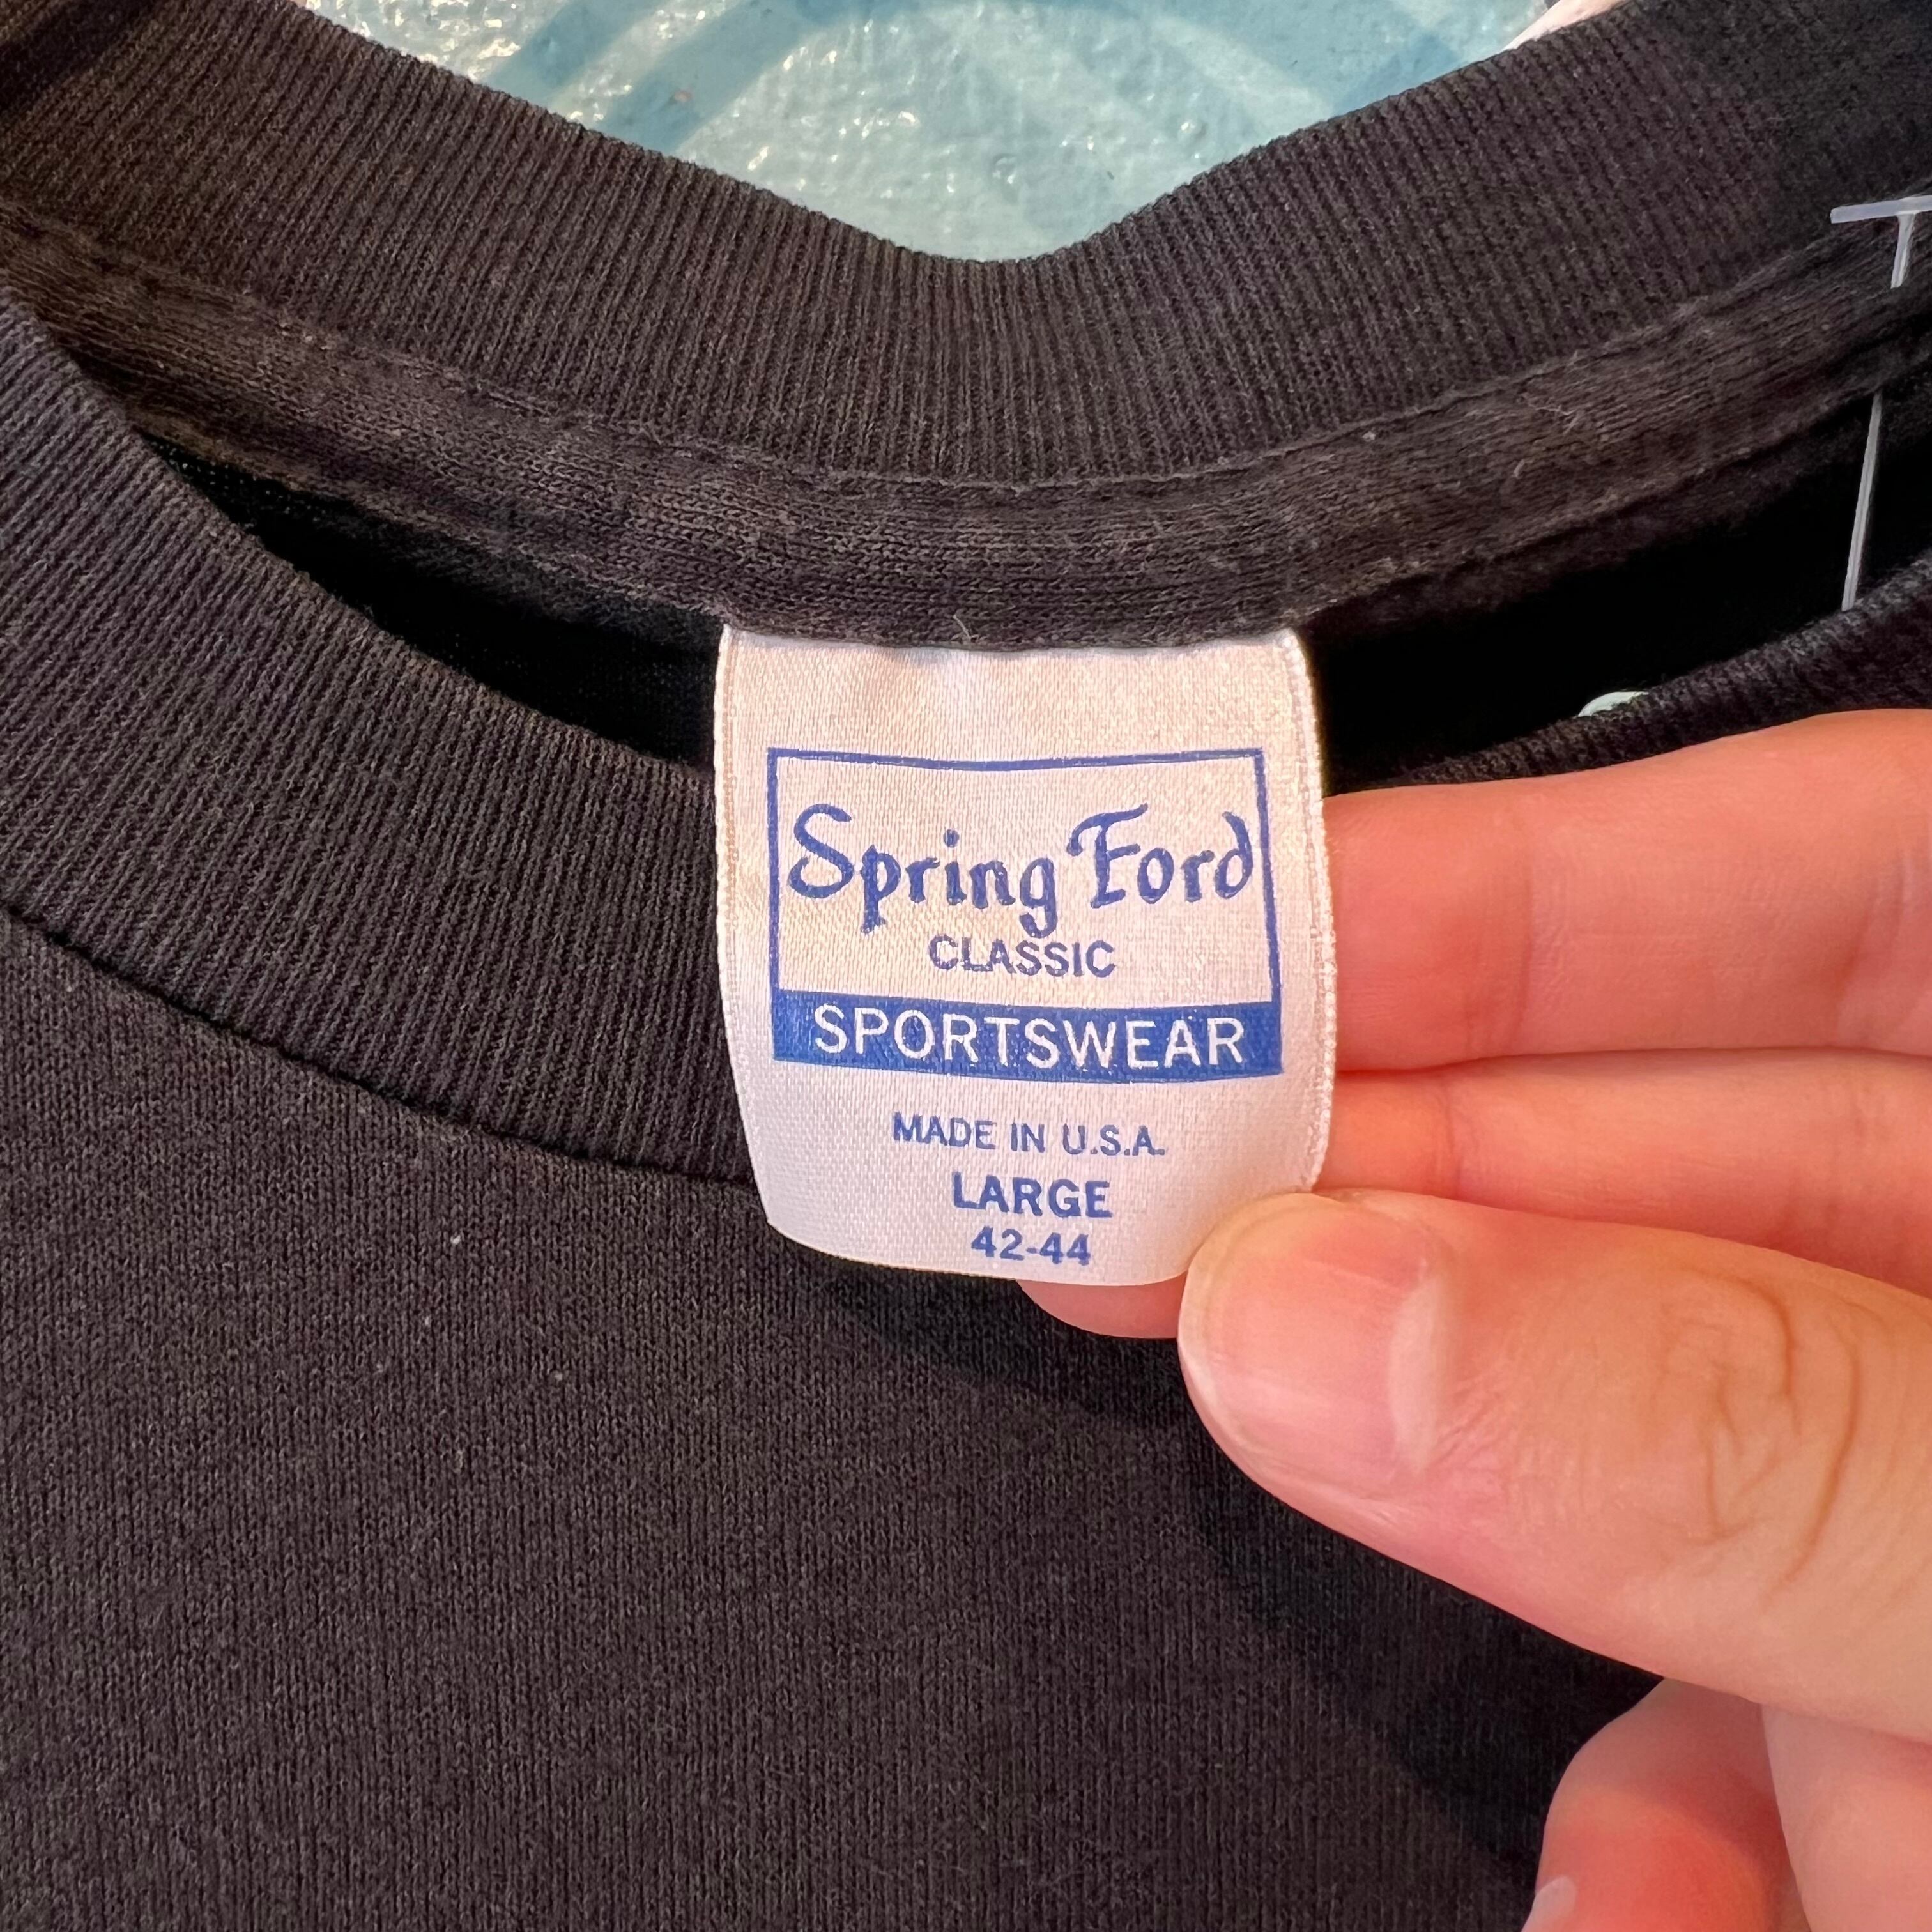 Spring Ford
CLASSIC
SPORTSWEAR
MADE IN U.S.A.
LARGE
42-44